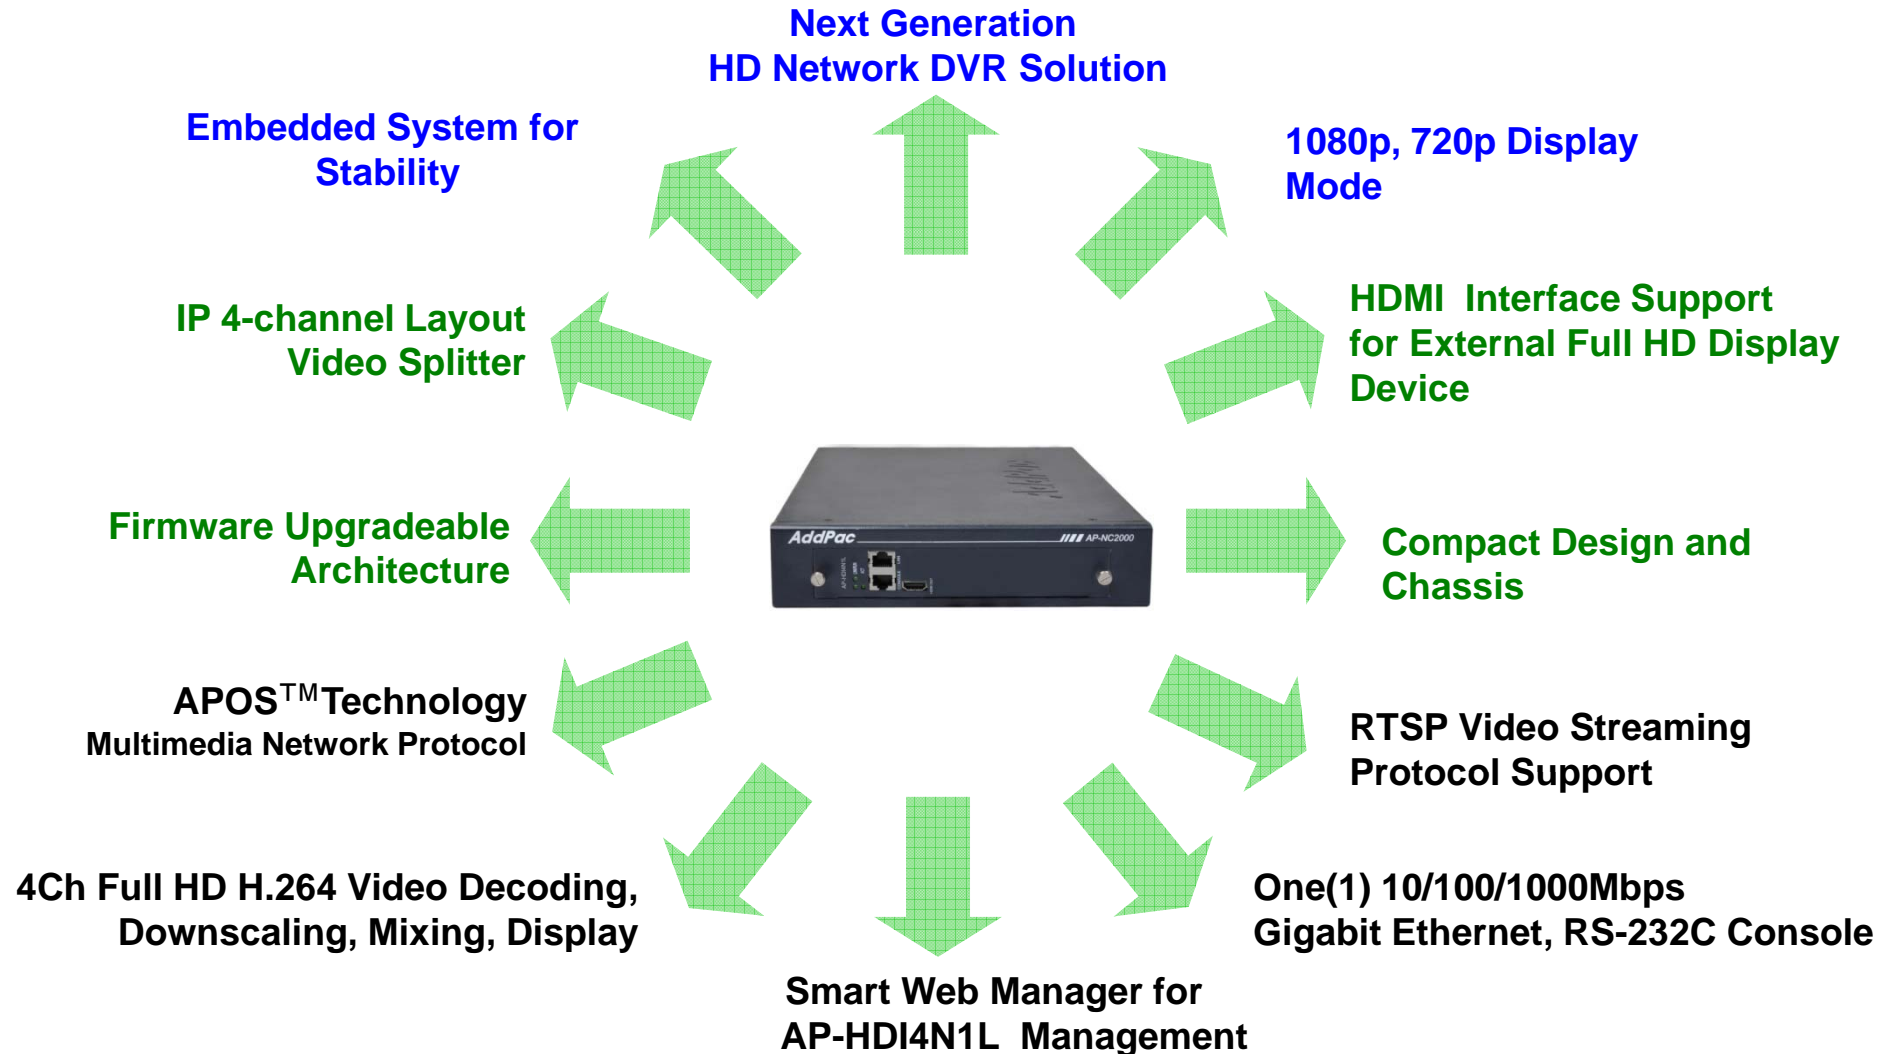 Next Generation
HD Network DVR Solution
Embedded System for
Stability
1080p, 720p Display
Mode
IP 4-channel Layout
Video Splitter
HDMI Interface Support
for External Full HD Display
Device
Firmware Upgradeable
Architecture
AddPac
AP-NC2000
Compact Design and
Chassis
APOS™Technology
Multimedia Network Protocol
RTSP Video Streaming
Protocol Support
4Ch Full HD H.264 Video Decoding,
Downscaling, Mixing, Display
One(1) 10/100/1000Mbps
Gigabit Ethernet, RS-232C Console
Smart Web Manager for
AP-HDI4N1L Management